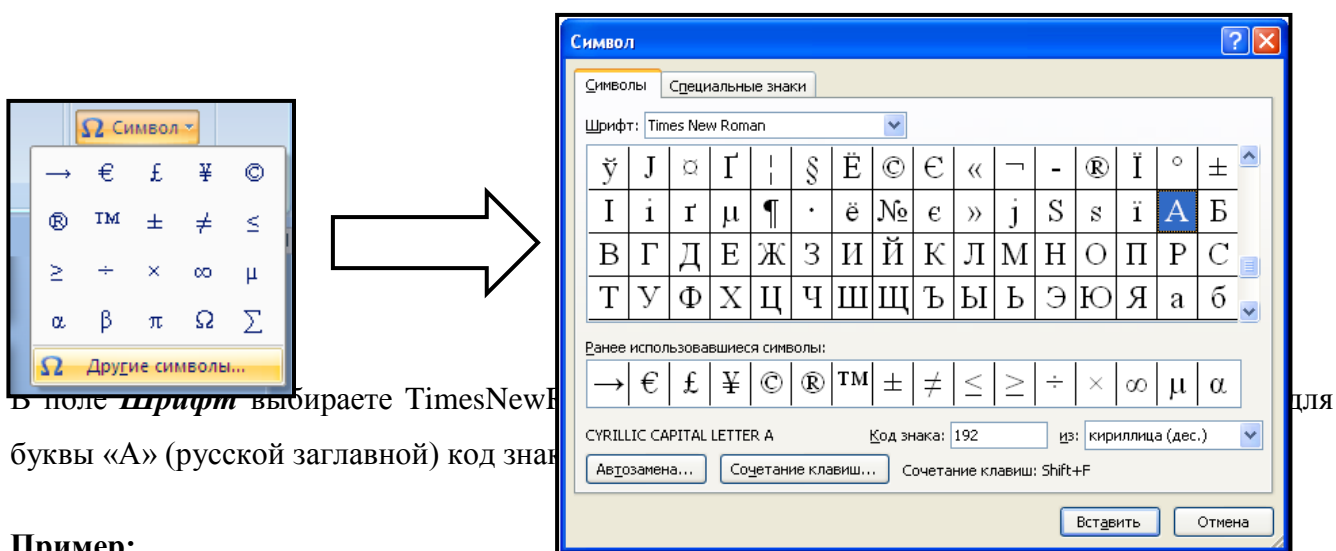 Символ
→ € £ ¥ ©
® ™ ± ≠ ≤
≥ ÷ × ∞ µ
α β π Ω ∑
Другие символы...
Символ
Символы Специальные знаки
Шрифт: Times New Roman
ў Ј ¤ Ґ ¦ § Ё © Є « ¬ - ® Ї ° ±
І і ґ µ ¶ · ё № є » ј Ѕ ѕ ї А Б
В Г Д Е Ж З И Й К Л М Н О П Р С
Т У Ф Х Ц Ч Ш Щ Ъ Ы Ь Э Ю Я а б
Ранее использовавшиеся символы:
→ € £ ¥ © ® ™ ± ≠ ≤ ≥ ÷ × ∞ µ α
CYRILLIC CAPITAL LETTER A Код знака: 192 из: кириллица (дес.)
Автозамена... Сочетание клавиш... Сочетание клавиш: Shift+F
Вставить Отмена
В поле Шрифт выбираете TimesNew для
буквы «А» (русской заглавной) код
Пример: